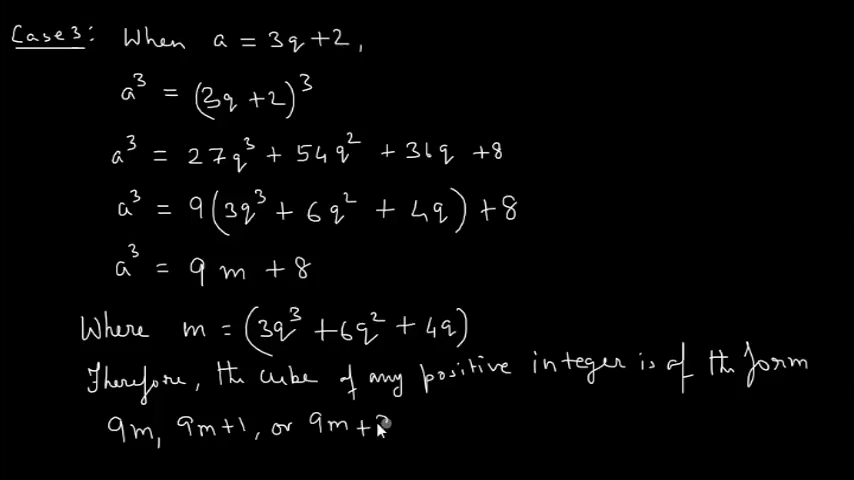 Case 3: When a = 3q + 2,
a³ = (3q + 2)³
a³ = 27q³ + 54q² + 36q + 8
a³ = 9(3q³ + 6q² + 4q) + 8
a³ = 9m + 8
Where m = (3q³ + 6q² + 4q)
Therefore, the cube of any positive integer is of the form
9m, 9m+1, or 9m+